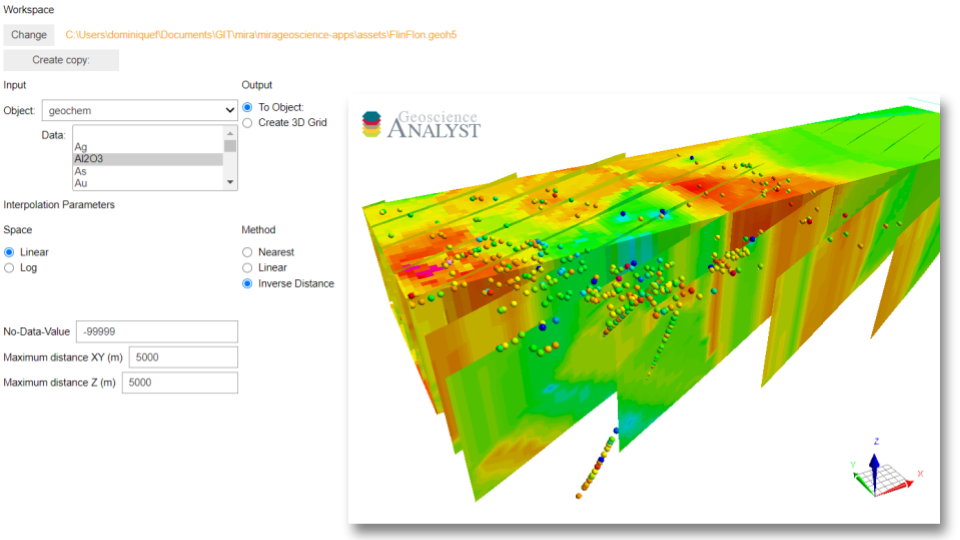 Workspace
Change C:\Users\dominiquef\Documents\GIT\mira\mirageoscience-apps\assets\FlinFlon.geoh5
Create copy:
Input
Output
Object: geochem
To Object:
Create 3D Grid
Data:
Ag
Al2O3
As
Au
Interpolation Parameters
Space
Method
Linear
Log
Nearest
Linear
Inverse Distance
No-Data-Value -99999
Maximum distance XY (m) 5000
Maximum distance Z (m) 5000
Geoscience
ANALYST
Z
Y
X